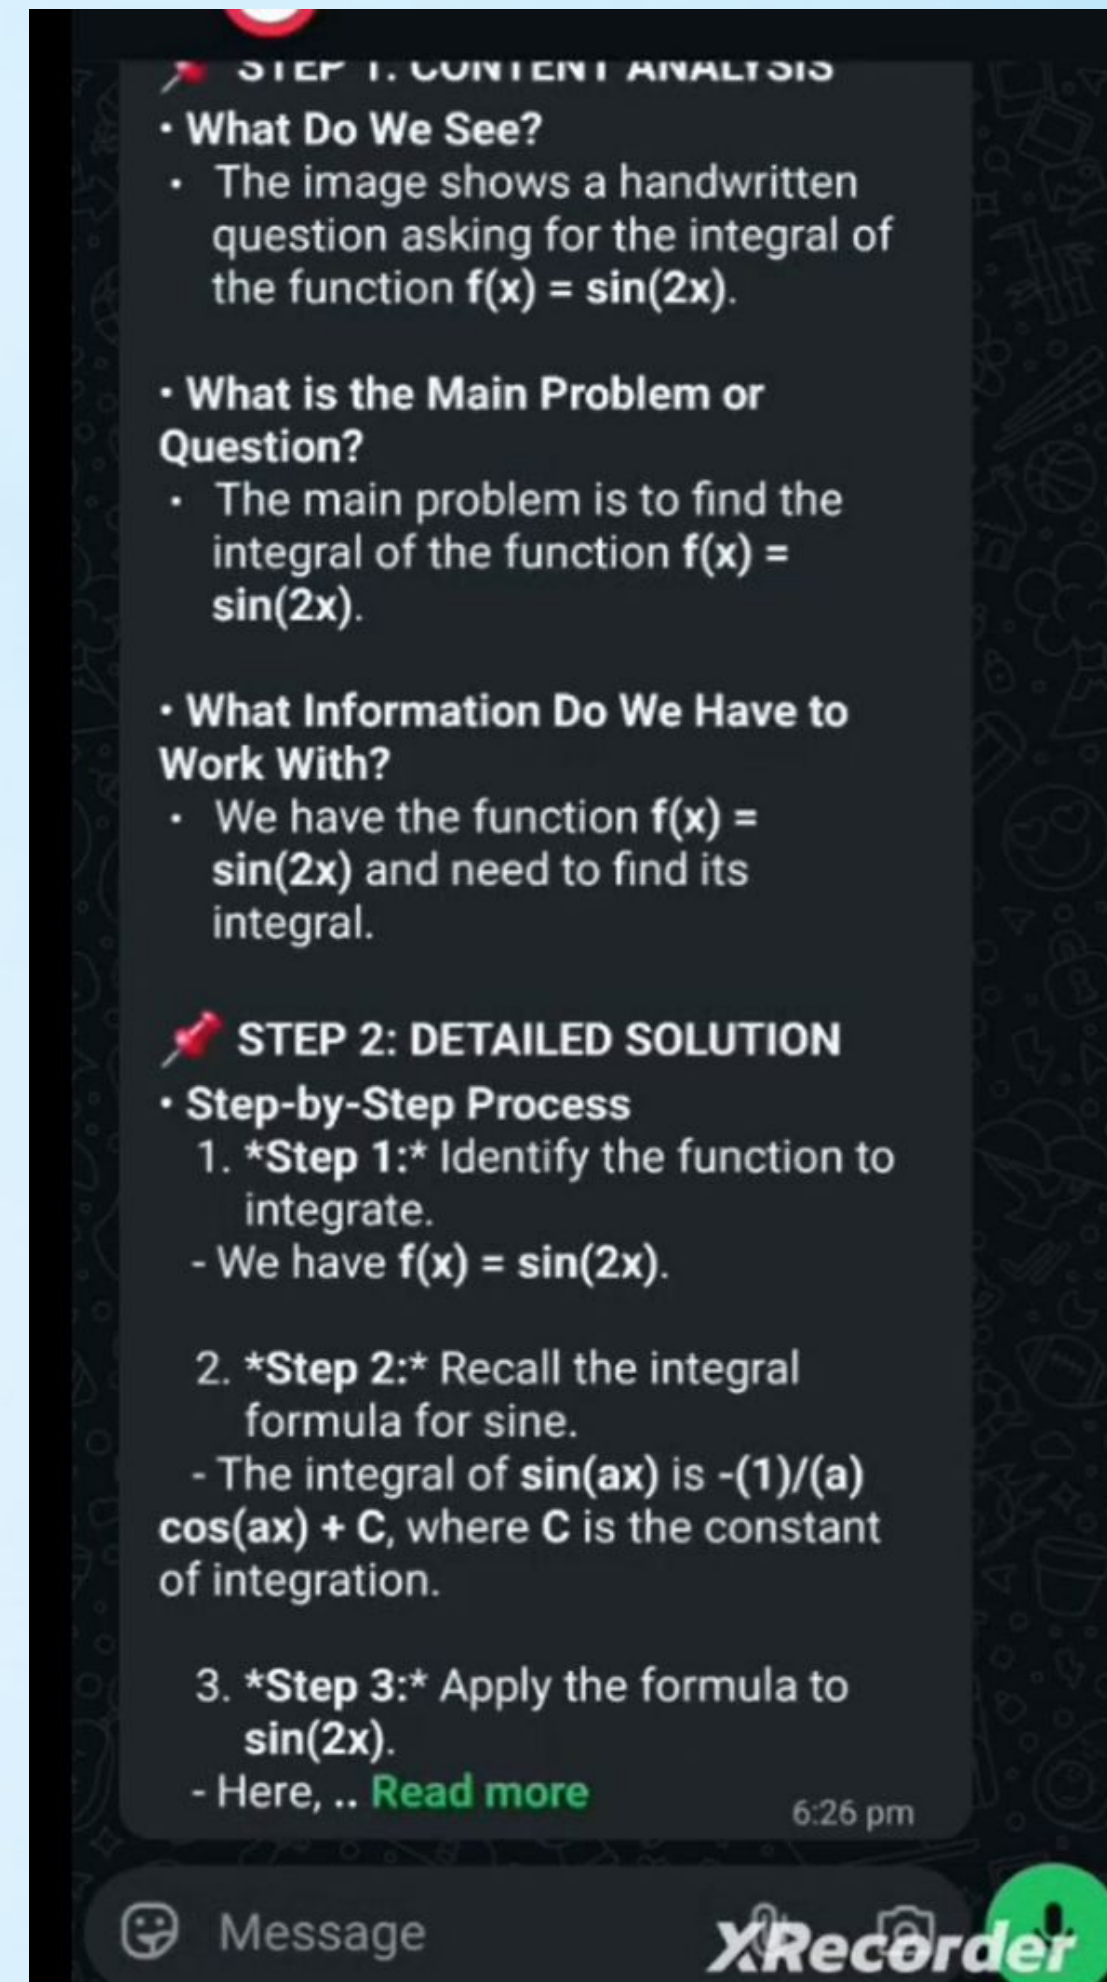 STEP 1: CONTENT ANALYSIS
• What Do We See?
• The image shows a handwritten
question asking for the integral of
the function f(x) = sin(2x).
• What is the Main Problem or
Question?
• The main problem is to find the
integral of the function f(x) =
sin(2x).
• What Information Do We Have to
Work With?
• We have the function f(x) =
sin(2x) and need to find its
integral.
STEP 2: DETAILED SOLUTION
• Step-by-Step Process
1. *Step 1:* Identify the function to
integrate.
- We have f(x) = sin(2x).
2. *Step 2:* Recall the integral
formula for sine.
- The integral of sin(ax) is -(1)/(a)
cos(ax) + C, where C is the constant
of integration.
3. *Step 3:* Apply the formula to
sin(2x).
- Here, .. Read more
6:26 pm
Message
XRecorder